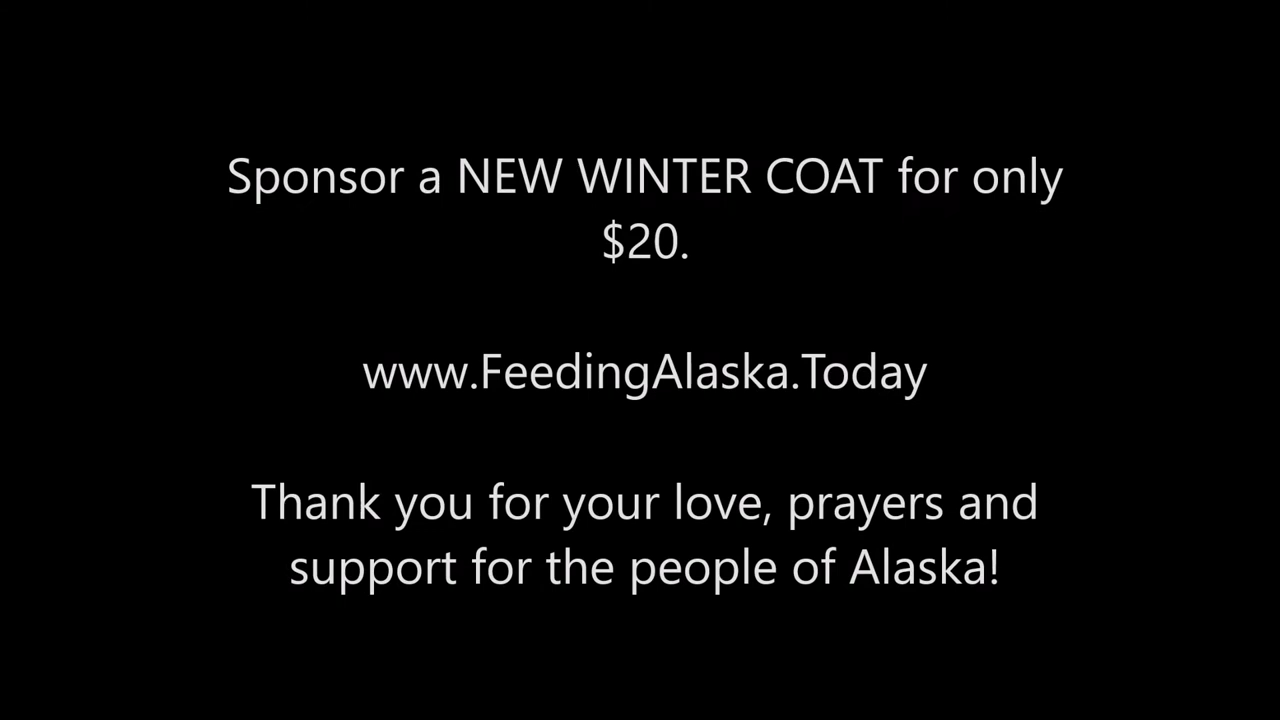 Sponsor a NEW WINTER COAT for only
$20.
www.FeedingAlaska.Today
Thank you for your love, prayers and
support for the people of Alaska!